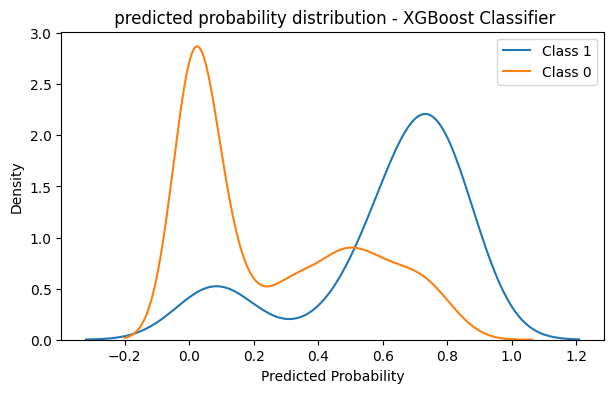 predicted probability distribution - XGBoost Classifier
Class 1
Class 0
Density
3.0
2.5
2.0
1.5
1.0
0.5
0.0
−0.2 0.0 0.2 0.4 0.6 0.8 1.0 1.2
Predicted Probability